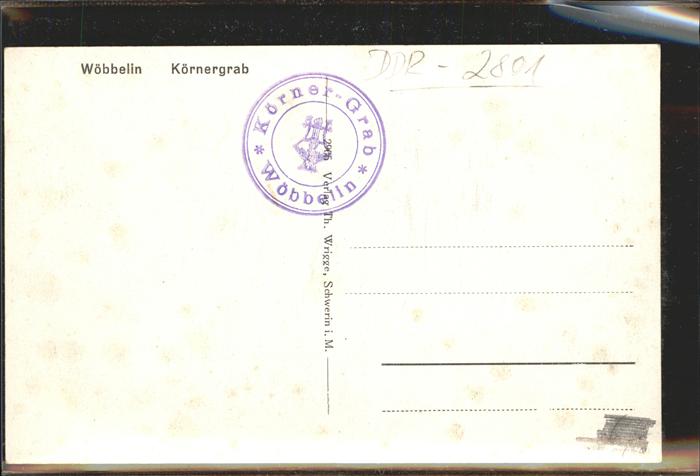 Wöbbelin Körnergrab
DDR - 2801
* Körner-Grab *
Wöbbelin
Verlag Th. Wrigge, Schwerin i. M.